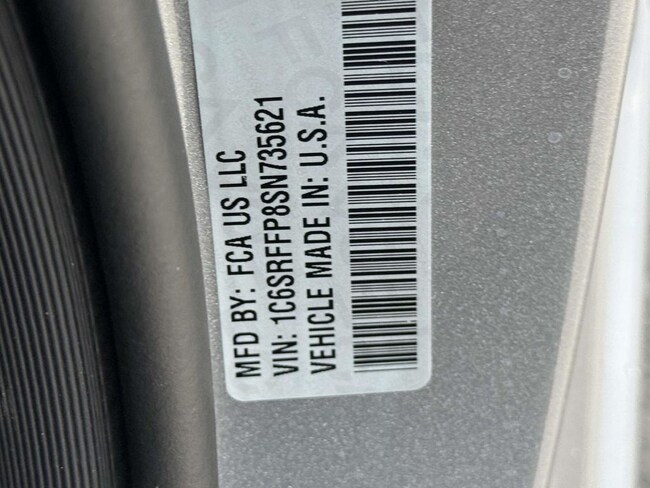 MFD BY: FCA US LLC
VIN: 1C6SRFFP8SN735621
VEHICLE MADE IN: U.S.A.